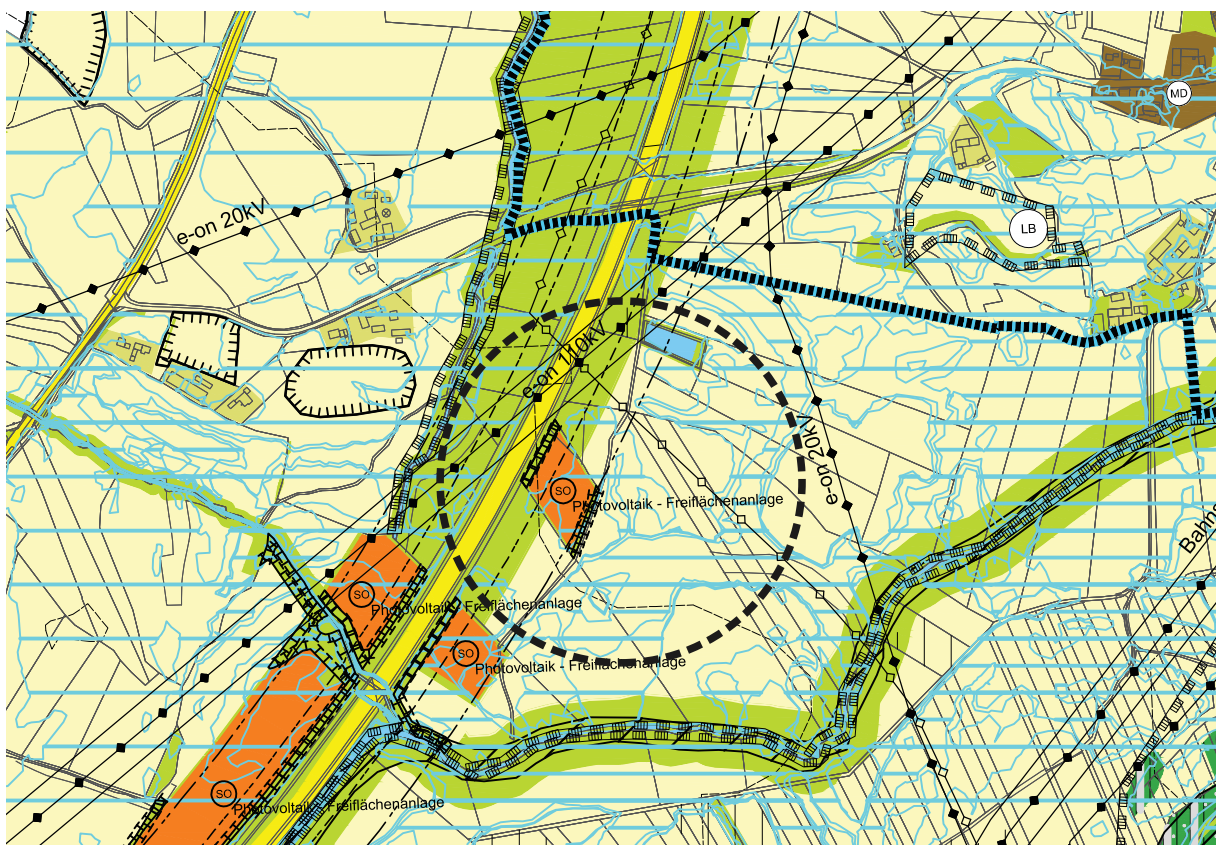 MD
e-on 20kV
LB
e-on 110kV
e-on 20kV
SO
Photovoltaik - Freiflächenanlage
Bahns
SO
Photovoltaik - Freiflächenanlage
SO
Photovoltaik - Freiflächenanlage
SO
Photovoltaik - Freiflächenanlage